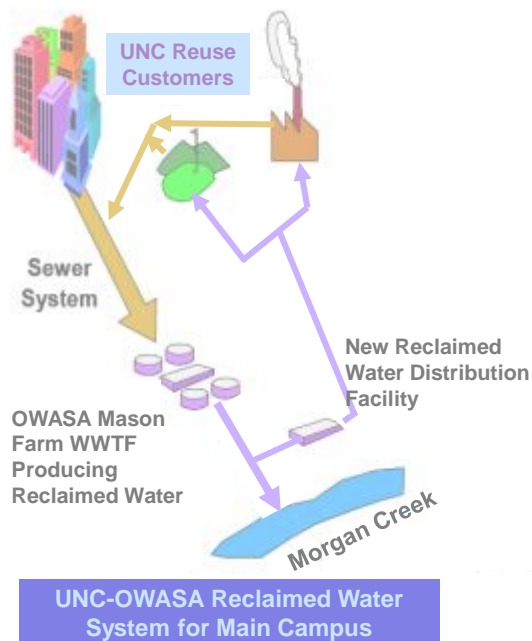 UNC Reuse
Customers
Sewer
System
New Reclaimed
Water Distribution
Facility
OWASA Mason
Farm WWTF
Producing
Reclaimed Water
Morgan Creek
UNC-OWASA Reclaimed Water
System for Main Campus